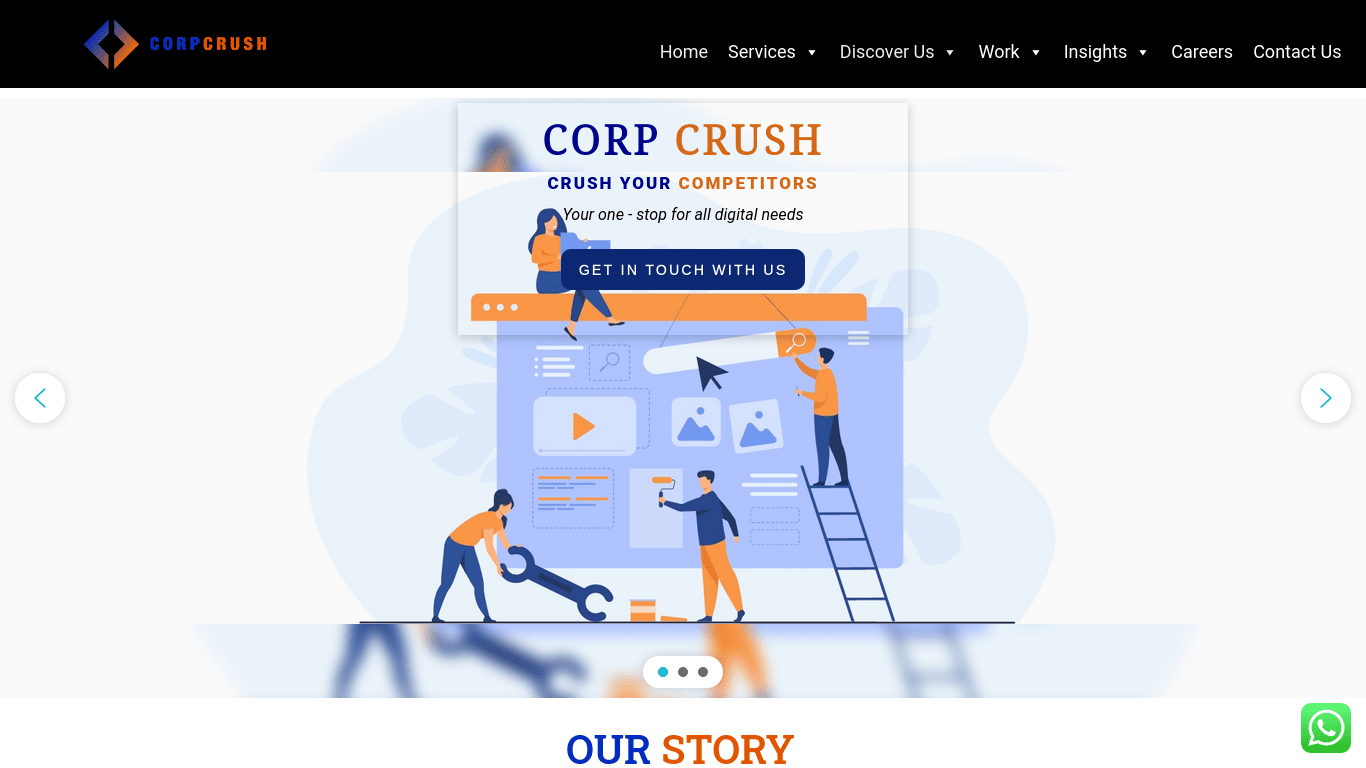 CORPCRUSH
Home Services Discover Us Work Insights Careers Contact Us
CORP CRUSH
CRUSH YOUR COMPETITORS
Your one - stop for all digital needs
GET IN TOUCH WITH US
OUR STORY